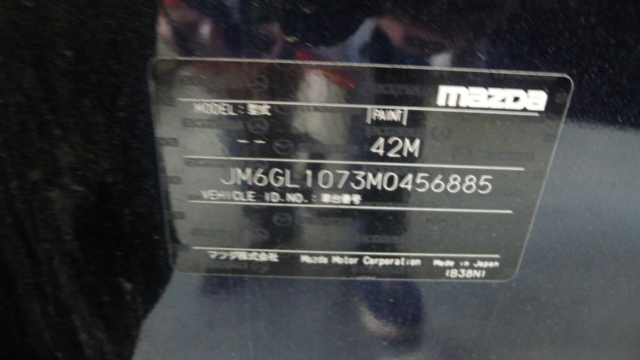 mazda
MODEL: 型式 PAINT
-- 42M
JM6GL1073M0456885
VEHICLE ID.NO.: 車台番号
マツダ株式会社 Mazda Motor Corporation Made in Japan
(B38N)